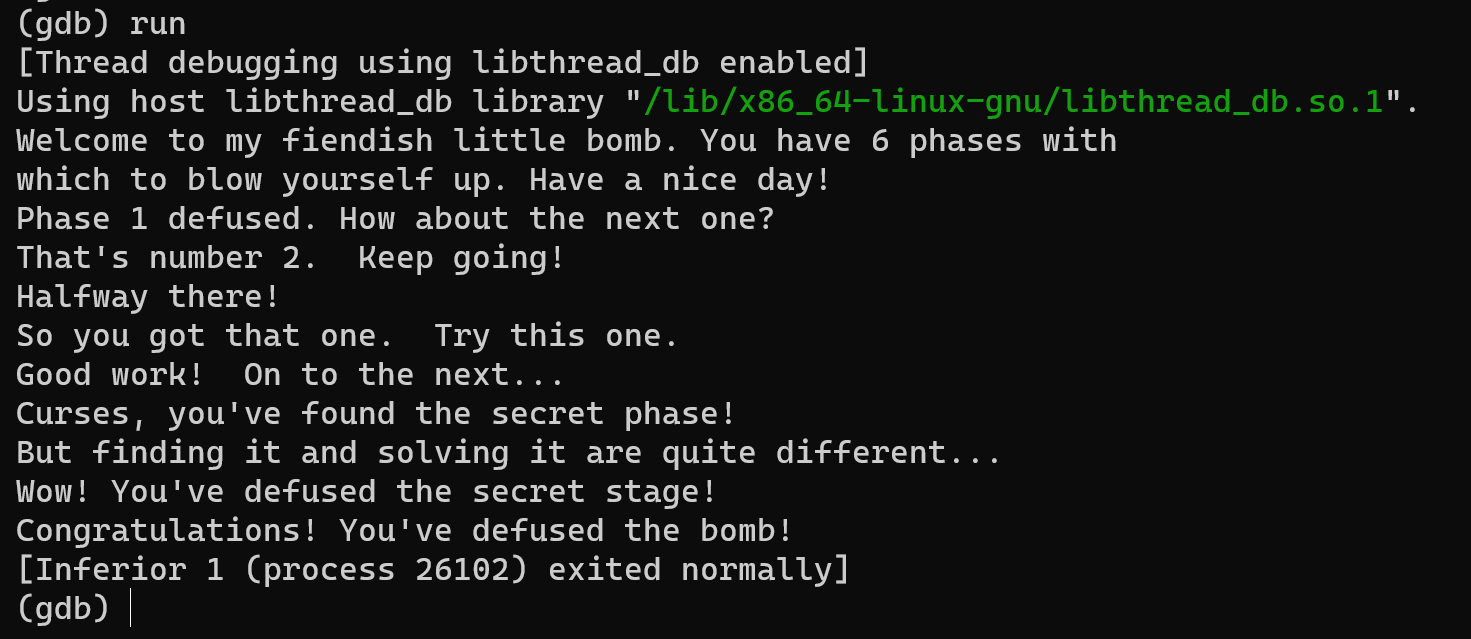 (gdb) run
[Thread debugging using libthread_db enabled]
Using host libthread_db library "/lib/x86_64-linux-gnu/libthread_db.so.1".
Welcome to my fiendish little bomb. You have 6 phases with
which to blow yourself up. Have a nice day!
Phase 1 defused. How about the next one?
That's number 2.  Keep going!
Halfway there!
So you got that one.  Try this one.
Good work!  On to the next...
Curses, you've found the secret phase!
But finding it and solving it are quite different...
Wow! You've defused the secret stage!
Congratulations! You've defused the bomb!
[Inferior 1 (process 26102) exited normally]
(gdb)